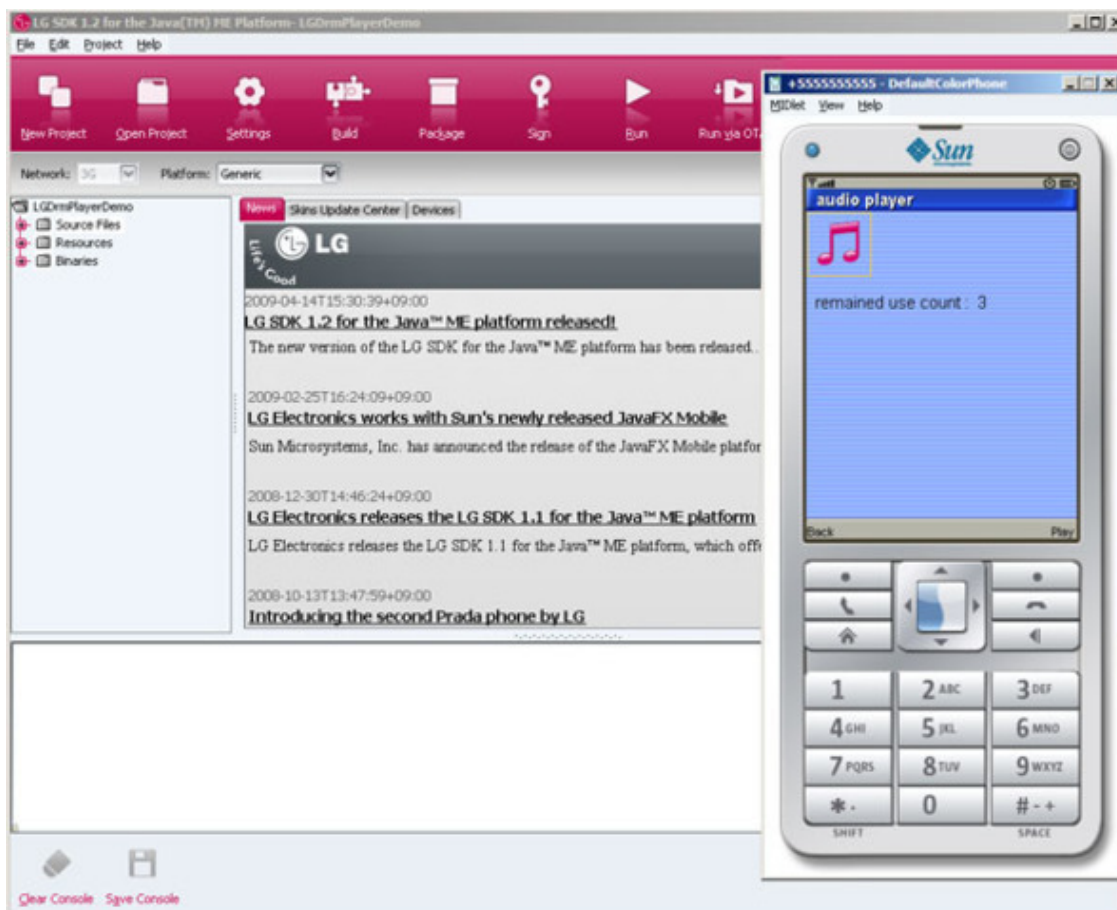 LG SDK 1.2 for the Java(TM) ME Platform- LGDrmPlayerDemo
File Edit Project Help
New Project Open Project Settings Build Package Sign Run Run via OTA
Network: 3G Platform: Generic
LGDrmPlayerDemo
Source Files
Resources
Binaries
News Skins Update Center Devices
Life's Good LG LG
2009-04-14T15:30:39+09:00
LG SDK 1.2 for the Java™ ME platform released!
The new version of the LG SDK for the Java™ ME platform has been released..
2009-02-25T16:24:09+09:00
LG Electronics works with Sun's newly released JavaFX Mobile
Sun Microsystems, Inc. has announced the release of the JavaFX Mobile platfor
2008-12-30T14:46:24+09:00
LG Electronics releases the LG SDK 1.1 for the Java™ ME platform
LG Electronics releases the LG SDK 1.1 for the Java™ ME platform, which offe
2008-10-13T13:47:59+09:00
Introducing the second Prada phone by LG
Clear Console Save Console
+5555555555 - DefaultColorPhone
MIDlet View Help
Sun
audio player
remained use count : 3
Back Play
1 2 ABC 3 DEF
4 GHI 5 JKL 6 MNO
7 PQRS 8 TUV 9 WXYZ
* . 0 # - +
SHIFT SPACE